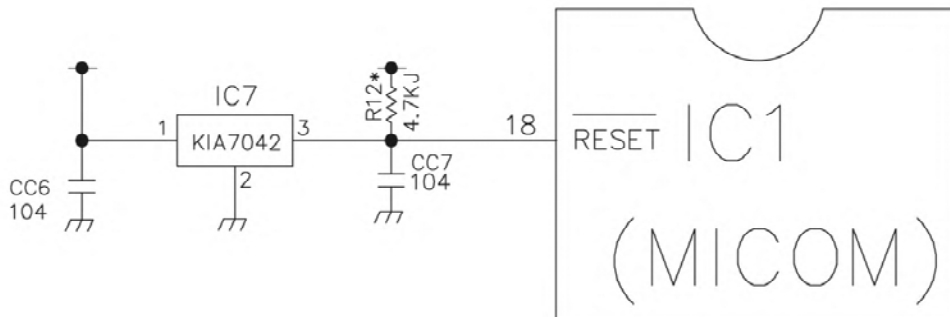 IC7
1
KIA7042
3
2
CC6
104
R12*
4.7KJ
CC7
104
18
RESET
IC1
(MICOM)